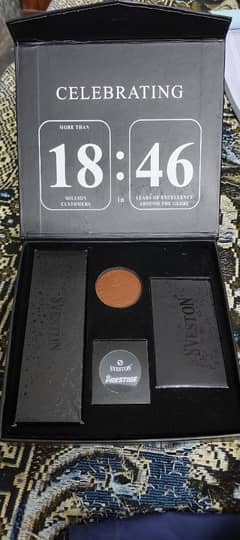 CELEBRATING
MORE THAN
18 : 46
MILLION CUSTOMERS
in
YEARS OF EXCELLENCE
AROUND THE GLOBE
SVESTON
SVESTON
SVESTON
PRESTIGE